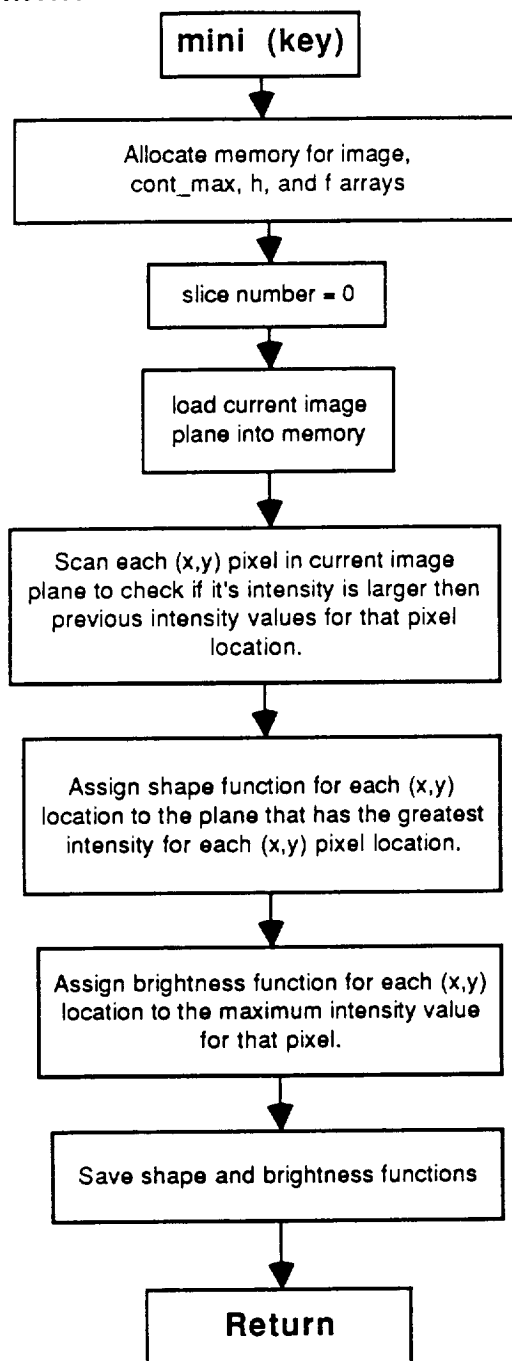 mini (key)
Allocate memory for image,
cont_max, h, and f arrays
slice number = 0
load current image
plane into memory
Scan each (x,y) pixel in current image
plane to check if it's intensity is larger then
previous intensity values for that pixel
location.
Assign shape function for each (x,y)
location to the plane that has the greatest
intensity for each (x,y) pixel location.
Assign brightness function for each (x,y)
location to the maximum intensity value
for that pixel.
Save shape and brightness functions
Return